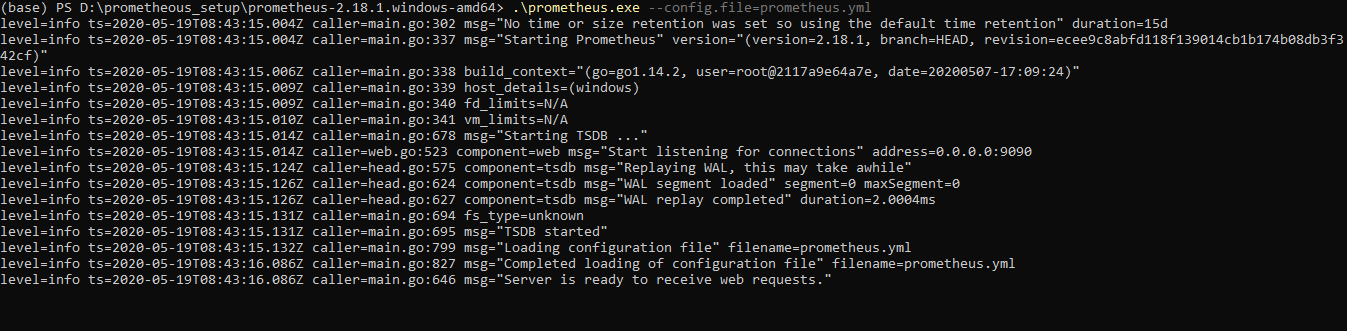 (base) PS D:\prometheous_setup\prometheus-2.18.1.windows-amd64> .\prometheus.exe --config.file=prometheus.yml
level=info ts=2020-05-19T08:43:15.004Z caller=main.go:302 msg="No time or size retention was set so using the default time retention" duration=15d
level=info ts=2020-05-19T08:43:15.004Z caller=main.go:337 msg="Starting Prometheus" version="(version=2.18.1, branch=HEAD, revision=ecee9c8abfd118f139014cb1b174b08db3f3
42cf)"
level=info ts=2020-05-19T08:43:15.006Z caller=main.go:338 build_context="(go=go1.14.2, user=root@2117a9e64a7e, date=20200507-17:09:24)"
level=info ts=2020-05-19T08:43:15.009Z caller=main.go:339 host_details=(windows)
level=info ts=2020-05-19T08:43:15.009Z caller=main.go:340 fd_limits=N/A
level=info ts=2020-05-19T08:43:15.010Z caller=main.go:341 vm_limits=N/A
level=info ts=2020-05-19T08:43:15.014Z caller=main.go:678 msg="Starting TSDB ..."
level=info ts=2020-05-19T08:43:15.014Z caller=web.go:523 component=web msg="Start listening for connections" address=0.0.0.0:9090
level=info ts=2020-05-19T08:43:15.124Z caller=head.go:575 component=tsdb msg="Replaying WAL, this may take awhile"
level=info ts=2020-05-19T08:43:15.126Z caller=head.go:624 component=tsdb msg="WAL segment loaded" segment=0 maxSegment=0
level=info ts=2020-05-19T08:43:15.126Z caller=head.go:627 component=tsdb msg="WAL replay completed" duration=2.0004ms
level=info ts=2020-05-19T08:43:15.131Z caller=main.go:694 fs_type=unknown
level=info ts=2020-05-19T08:43:15.131Z caller=main.go:695 msg="TSDB started"
level=info ts=2020-05-19T08:43:15.132Z caller=main.go:799 msg="Loading configuration file" filename=prometheus.yml
level=info ts=2020-05-19T08:43:16.086Z caller=main.go:827 msg="Completed loading of configuration file" filename=prometheus.yml
level=info ts=2020-05-19T08:43:16.086Z caller=main.go:646 msg="Server is ready to receive web requests."